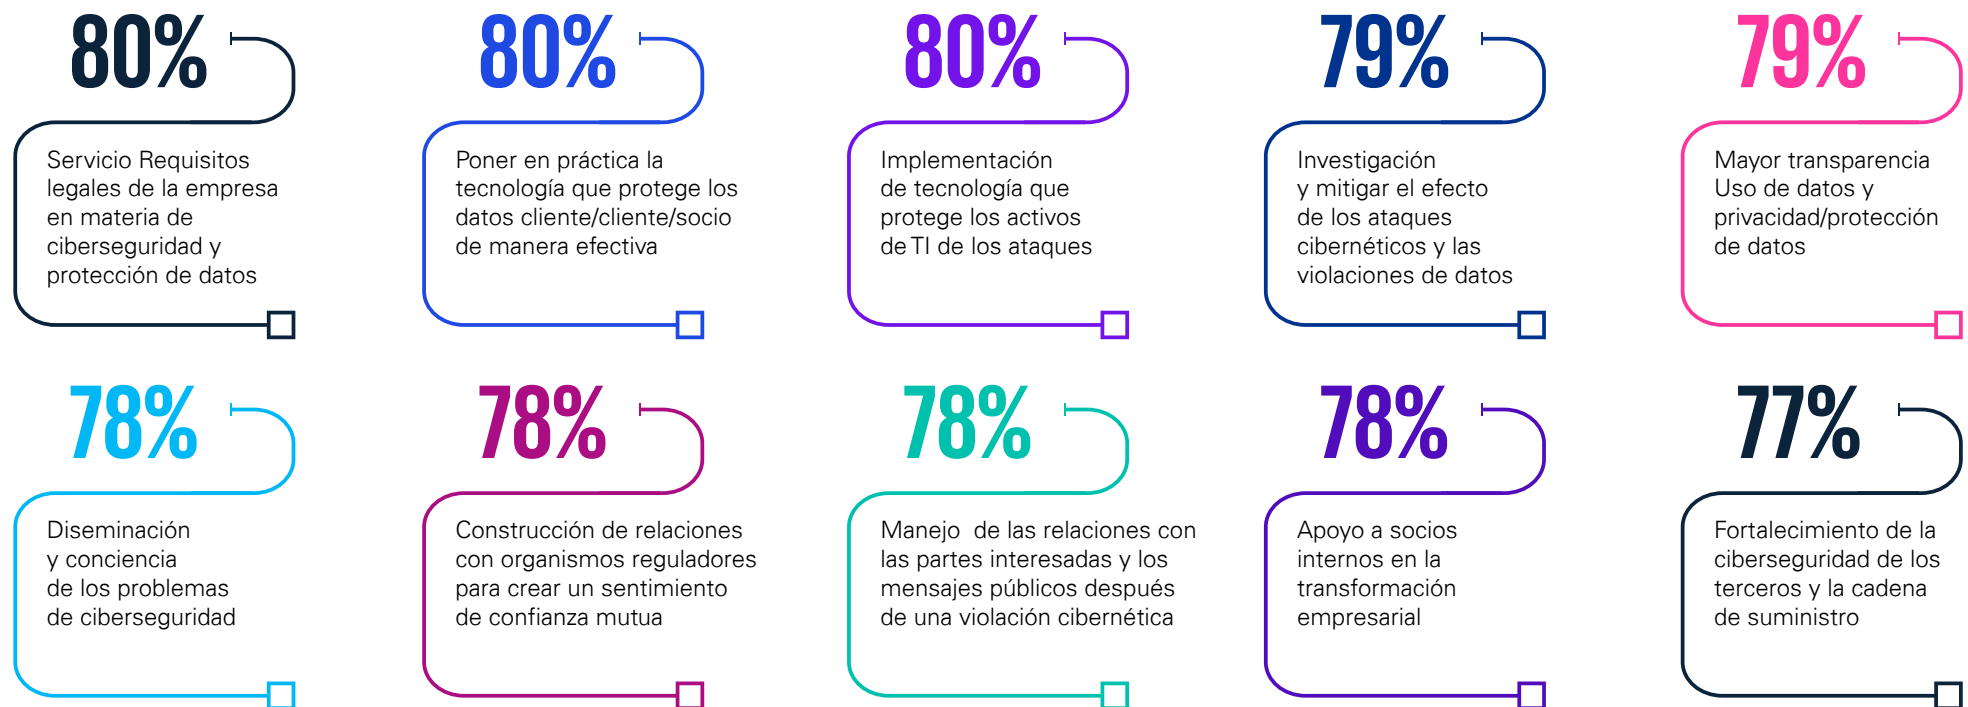 80%
Servicio Requisitos
legales de la empresa
en materia de
ciberseguridad y
protección de datos
80%
Poner en práctica la
tecnología que protege los
datos cliente/cliente/socio
de manera efectiva
80%
Implementación
de tecnología que
protege los activos
de TI de los ataques
79%
Investigación
y mitigar el efecto
de los ataques
cibernéticos y las
violaciones de datos
79%
Mayor transparencia
Uso de datos y
privacidad/protección
de datos
78%
Diseminación
y conciencia
de los problemas
de ciberseguridad
78%
Construcción de relaciones
con organismos reguladores
para crear un sentimiento
de confianza mutua
78%
Manejo  de las relaciones con
las partes interesadas y los
mensajes públicos después
de una violación cibernética
78%
Apoyo a socios
internos en la
transformación
empresarial
77%
Fortalecimiento de la
ciberseguridad de los
terceros y la cadena
de suministro